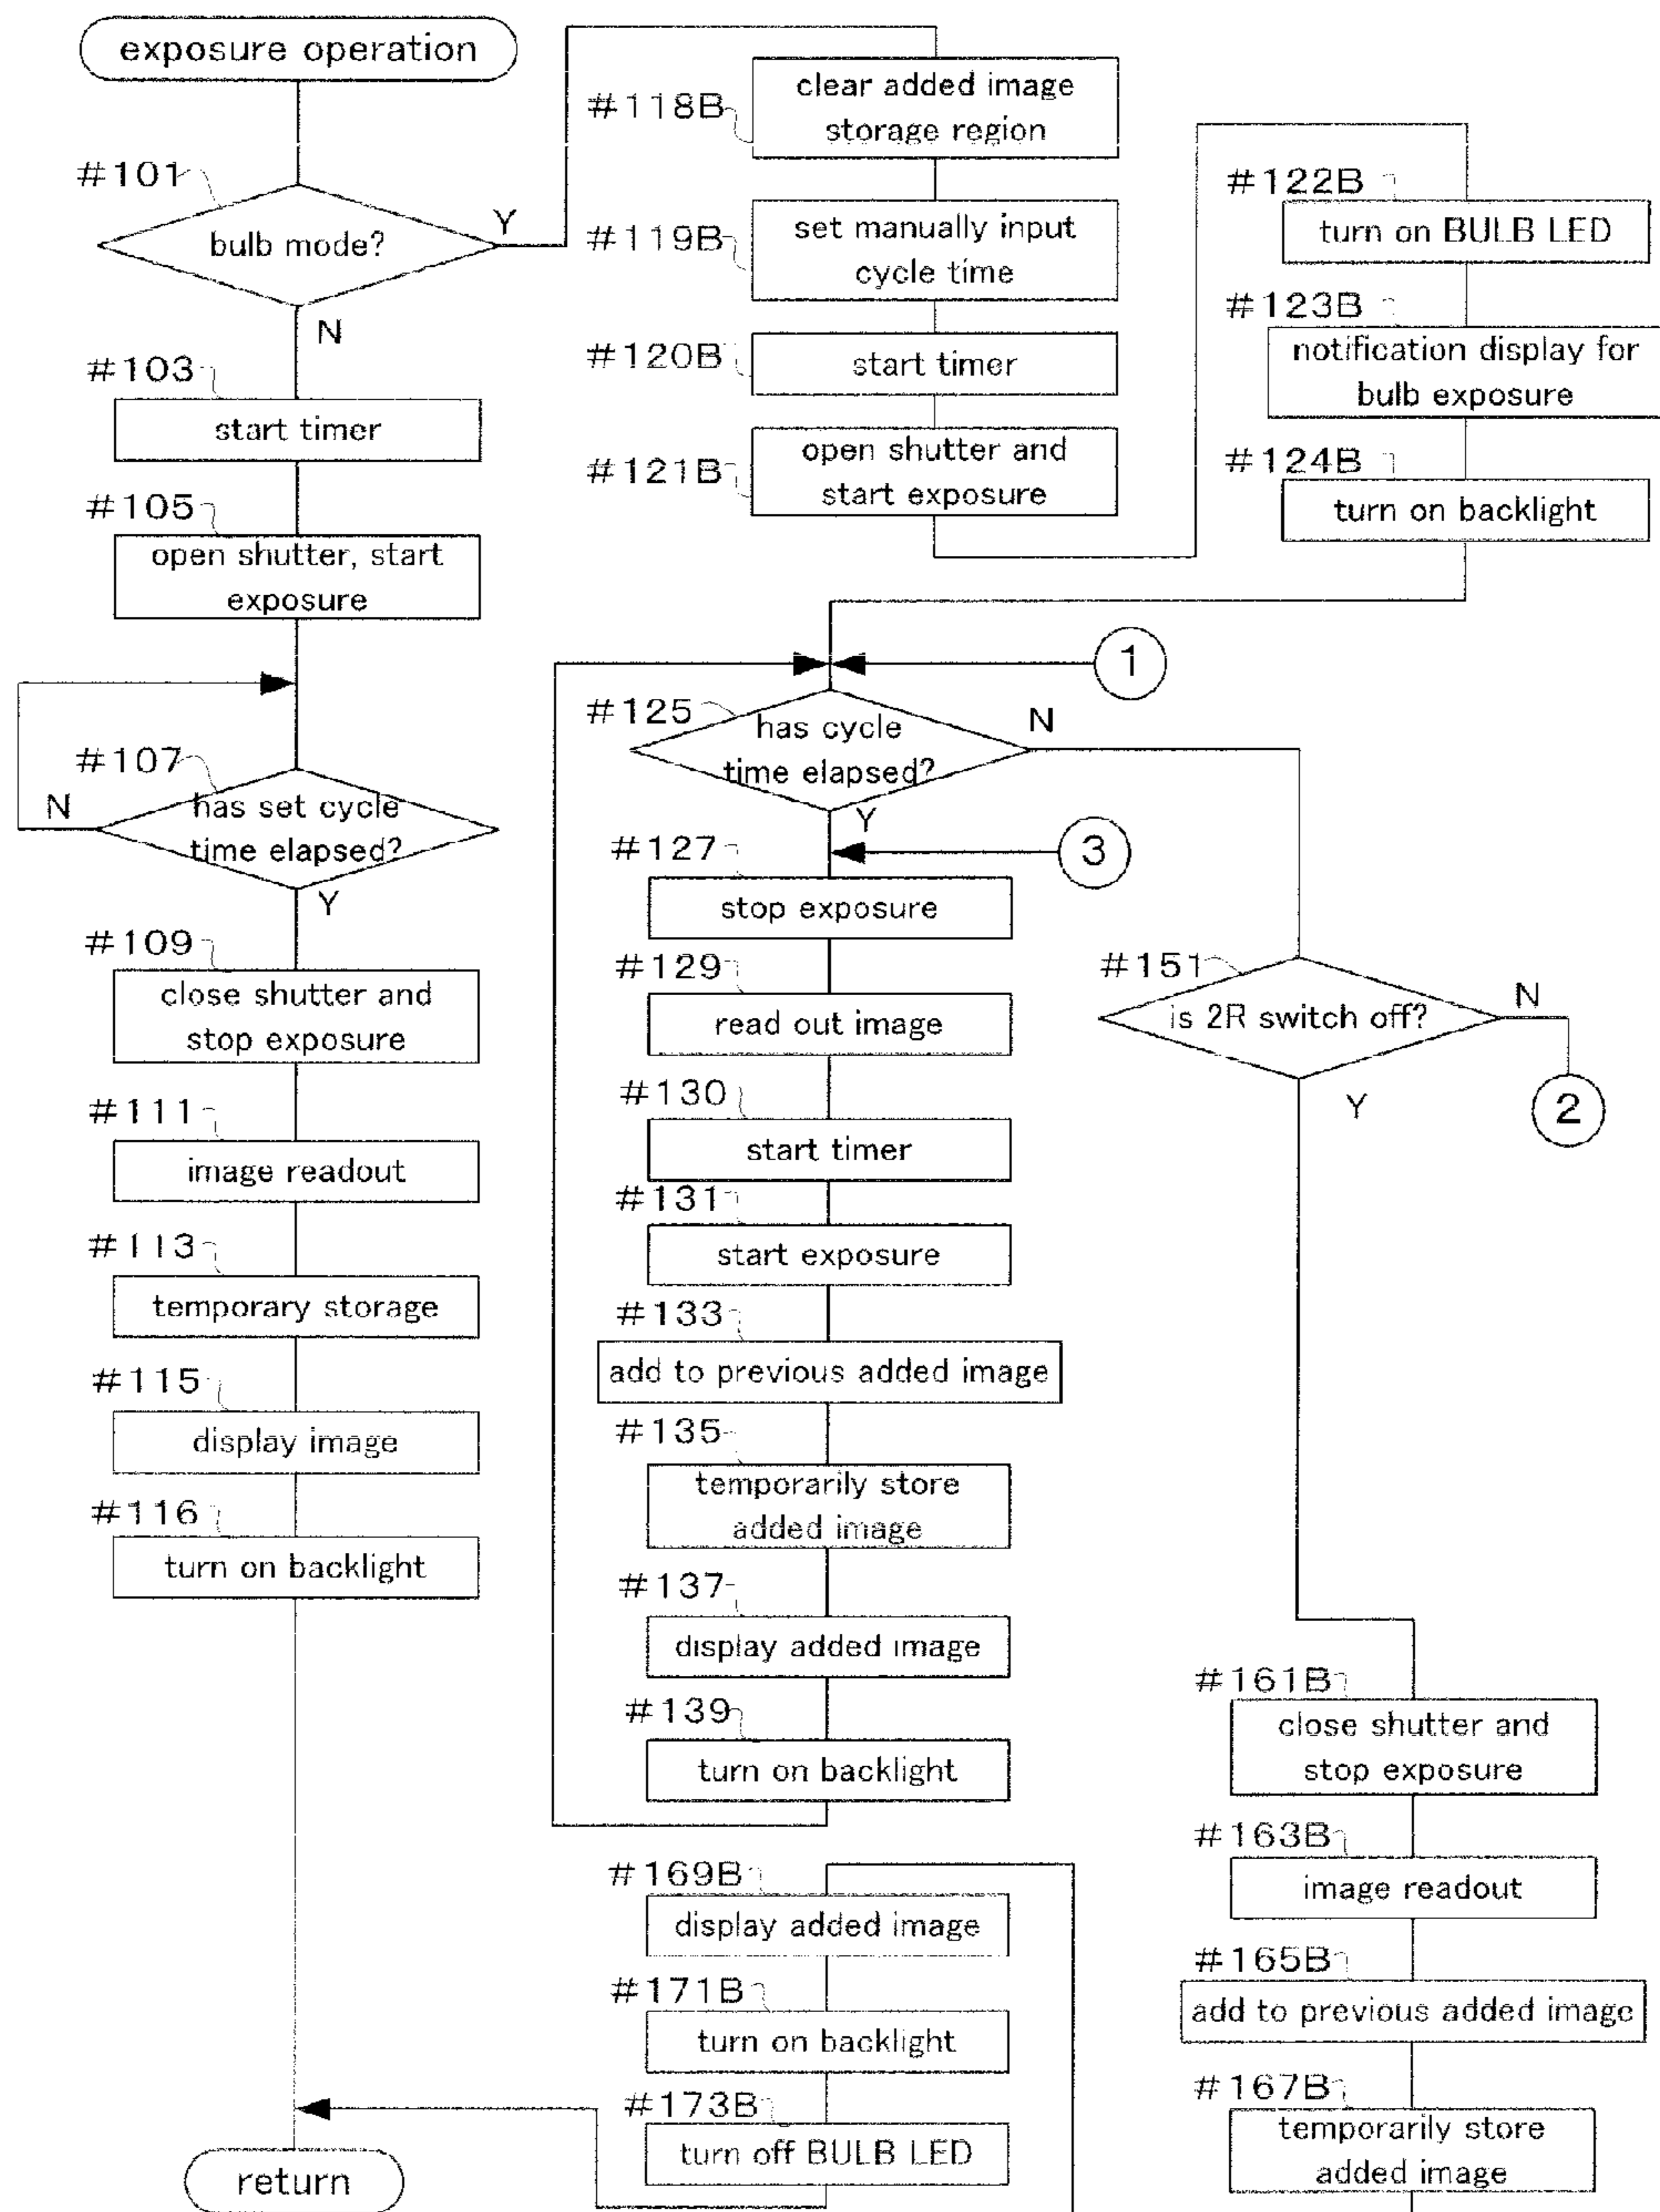 exposure operation
#101
bulb mode?
Y
N
#103
start timer
#105
open shutter, start
exposure
#107
has set cycle
time elapsed?
N
Y
#109
close shutter and
stop exposure
#111
image readout
#113
temporary storage
#115
display image
#116
turn on backlight
return
#118B
clear added image
storage region
#119B
set manually input
cycle time
#120B
start timer
#121B
open shutter and
start exposure
#122B
turn on BULB LED
#123B
notification display for
bulb exposure
#124B
turn on backlight
1
#125
has cycle
time elapsed?
N
Y
3
#127
stop exposure
#129
read out image
#130
start timer
#131
start exposure
#133
add to previous added image
#135
temporarily store
added image
#137
display added image
#139
turn on backlight
#151
is 2R switch off?
N
2
Y
#161B
close shutter and
stop exposure
#163B
image readout
#165B
add to previous added image
#167B
temporarily store
added image
#169B
display added image
#171B
turn on backlight
#173B
turn off BULB LED